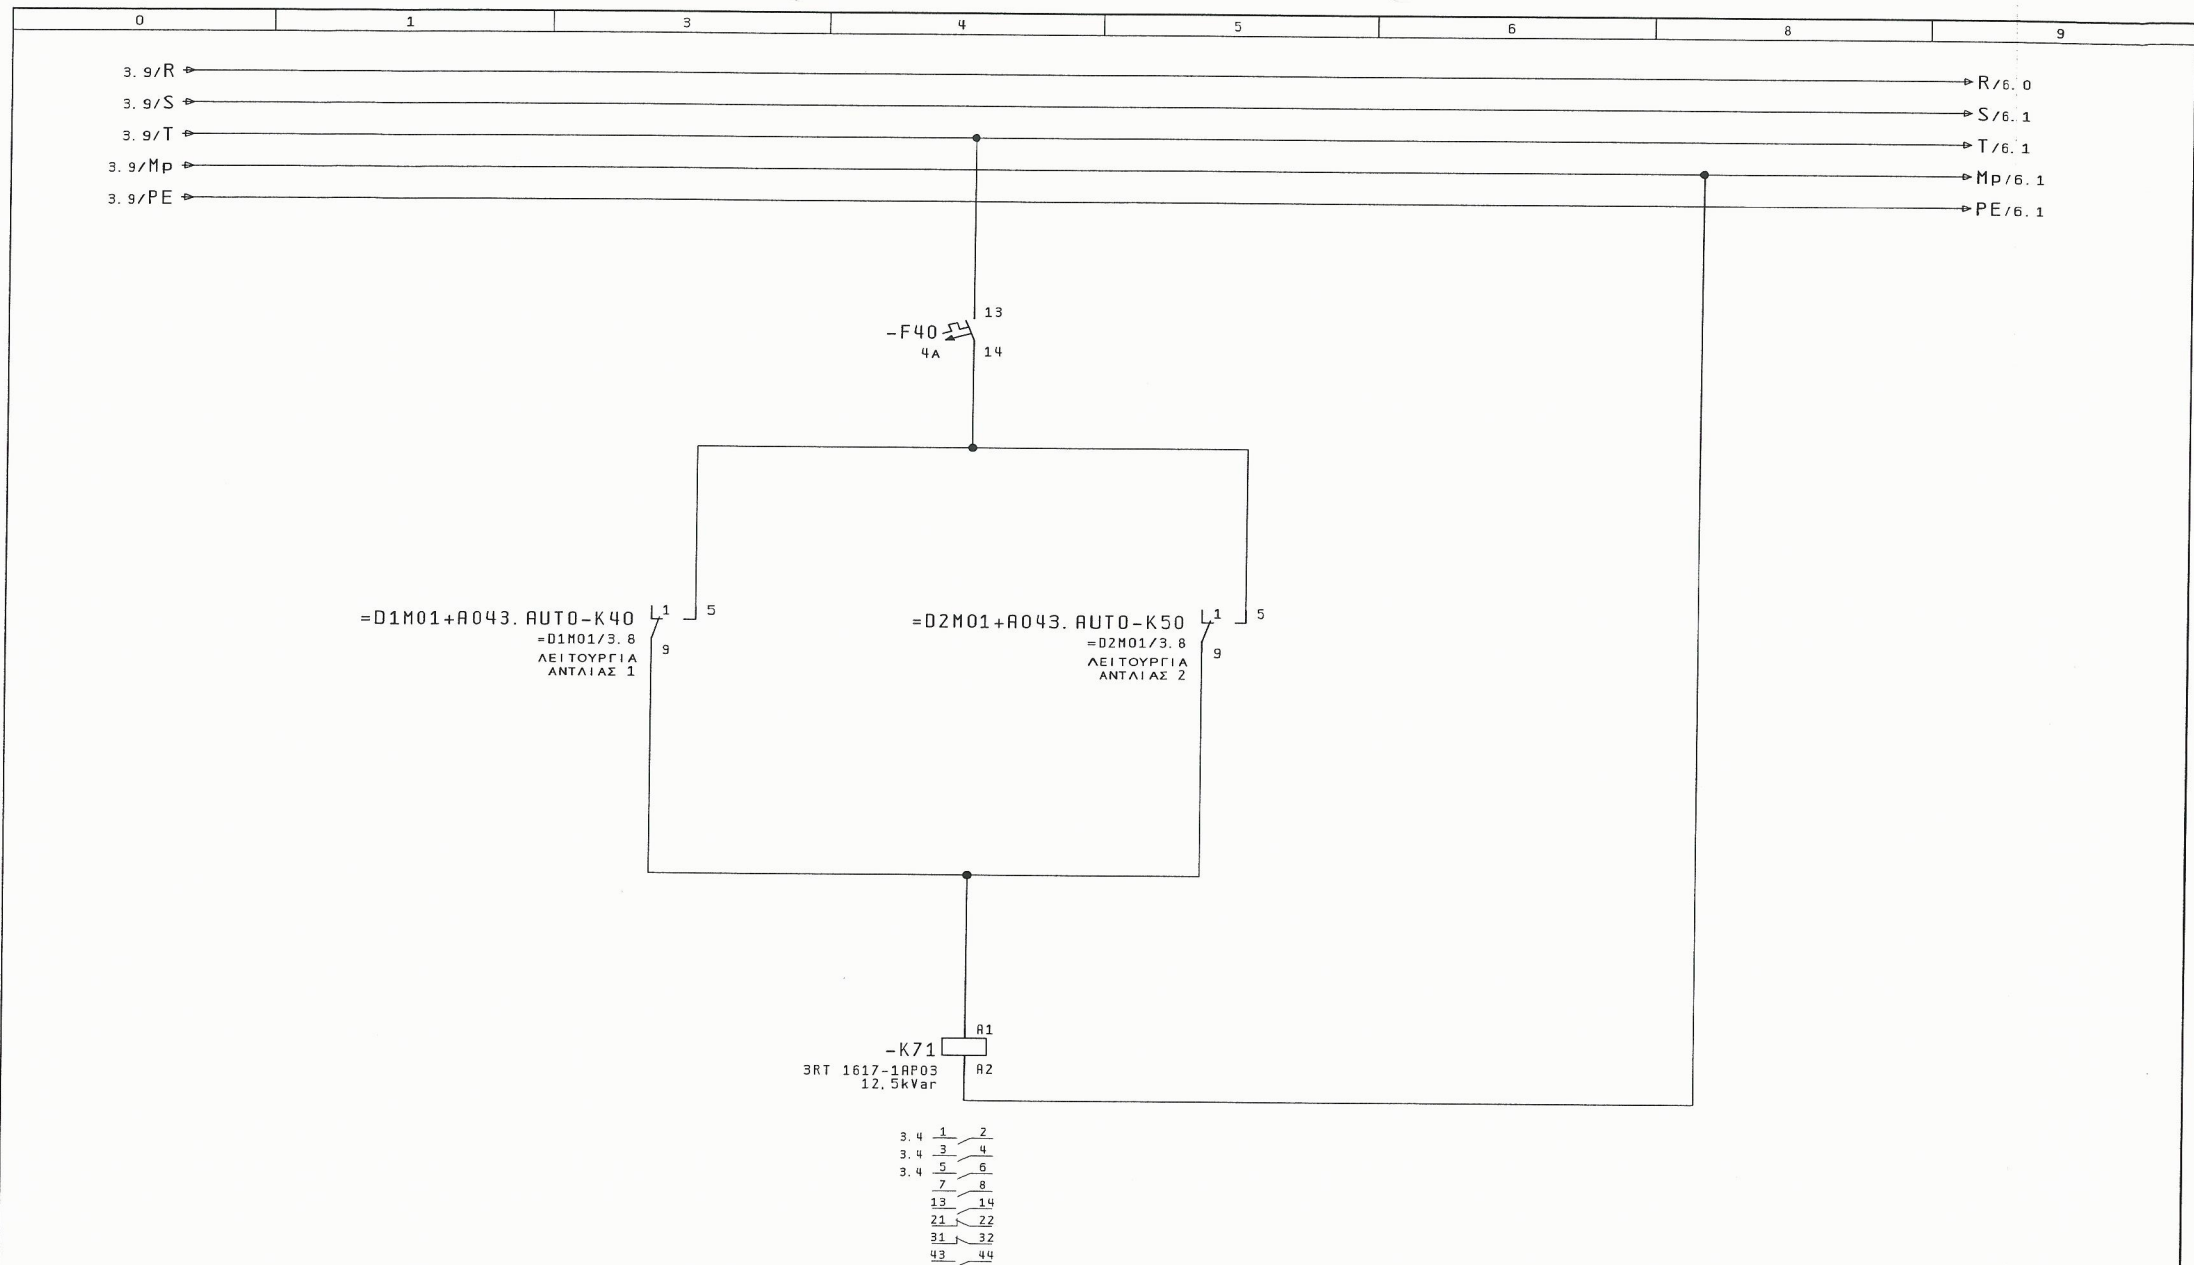 0 1 3 4 5 6 8 9
3.9/R R/6.0
3.9/S S/6.1
3.9/T T/6.1
3.9/Mp Mp/6.1
3.9/PE PE/6.1
13
-F40
4A 14
=D1M01+A043.AUTO-K40 1 5
=D1M01/3.8
9
ΛΕΙΤΟΥΡΓΙΑ
ΑΝΤΛΙΑΣ 1
=D2M01+A043.AUTO-K50 1 5
=D2M01/3.8
9
ΛΕΙΤΟΥΡΓΙΑ
ΑΝΤΛΙΑΣ 2
A1
-K71
3RT 1617-1AP03 A2
12,5kVar
3.4 1 2
3.4 3 4
3.4 5 6
7 8
13 14
21 22
31 32
43 44